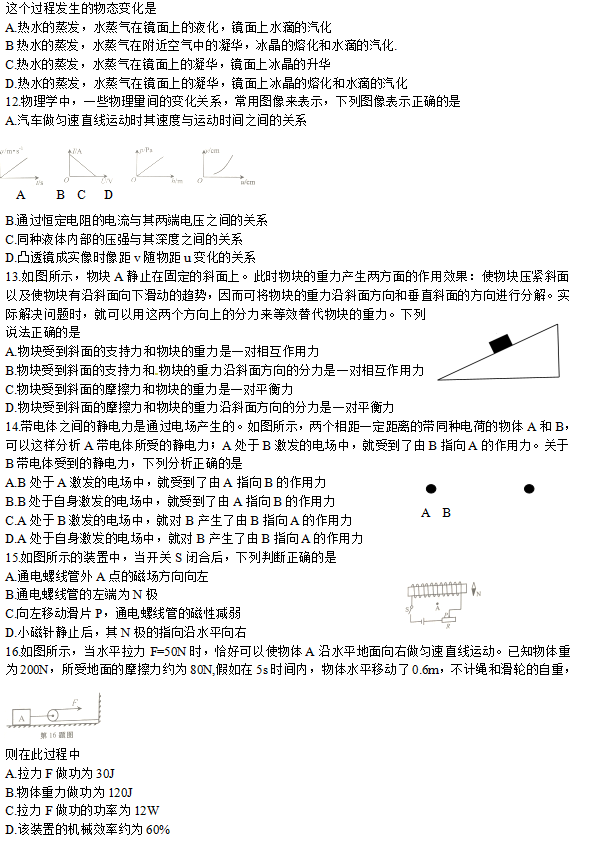 这个过程发生的物态变化是
A.热水的蒸发，水蒸气在镜面上的液化，镜面上水滴的汽化
B 热水的蒸发，水蒸气在附近空气中的凝华，冰晶的熔化和水滴的汽化.
C.热水的蒸发，水蒸气在镜面上的凝华，镜面上冰晶的升华
D.热水的蒸发，水蒸气在镜面上的凝华，镜面上冰晶的熔化和水滴的汽化
12.物理学中，一些物理量间的变化关系，常用图像来表示，下列图像表示正确的是
A.汽车做匀速直线运动时其速度与运动时间之间的关系
v/m·s⁻¹ I/A p/Pa v/cm
t/s O U/V O h/m O u/cm
A B C D
B.通过恒定电阻的电流与其两端电压之间的关系
C.同种液体内部的压强与其深度之间的关系
D.凸透镜成实像时像距 v 随物距 u 变化的关系
13.如图所示，物块 A 静止在固定的斜面上。此时物块的重力产生两方面的作用效果：使物块压紧斜面
以及使物块有沿斜面向下滑动的趋势，因而可将物块的重力沿斜面方向和垂直斜面的方向进行分解。实
际解决问题时，就可以用这两个方向上的分力来等效替代物块的重力。下列
说法正确的是
A.物块受到斜面的支持力和物块的重力是一对相互作用力
B.物块受到斜面的支持力和.物块的重力沿斜面方向的分力是一对相互作用力
C.物块受到斜面的摩擦力和物块的重力是一对平衡力
D.物块受到斜面的摩擦力和物块的重力沿斜面方向的分力是一对平衡力
14.带电体之间的静电力是通过电场产生的。如图所示，两个相距一定距离的带同种电荷的物体 A 和 B，
可以这样分析 A 带电体所受的静电力；A 处于 B 激发的电场中，就受到了由 B 指向 A 的作用力。关于
B 带电体受到的静电力，下列分析正确的是
A.B 处于 A 激发的电场中，就受到了由 A 指向 B 的作用力
B.B 处于自身激发的电场中，就受到了由 A 指向 B 的作用力
C.A 处于 B 激发的电场中，就对 B 产生了由 B 指向 A 的作用力
D.A 处于自身激发的电场中，就对 B 产生了由 B 指向 A 的作用力
A B
15.如图所示的装置中，当开关 S 闭合后，下列判断正确的是
A.通电螺线管外 A 点的磁场方向向左
B.通电螺线管的左端为 N 极
C.向左移动滑片 P，通电螺线管的磁性减弱
D.小磁针静止后，其 N 极的指向沿水平向右
N
S A
P
R
16.如图所示，当水平拉力 F=50N 时，恰好可以使物体 A 沿水平地面向右做匀速直线运动。已知物体重
为 200N，所受地面的摩擦力约为 80N,假如在 5s 时间内，物体水平移动了 0.6m，不计绳和滑轮的自重，
F
A
第 16 题图
则在此过程中
A.拉力 F 做功为 30J
B.物体重力做功为 120J
C.拉力 F 做功的功率为 12W
D.该装置的机械效率约为 60%